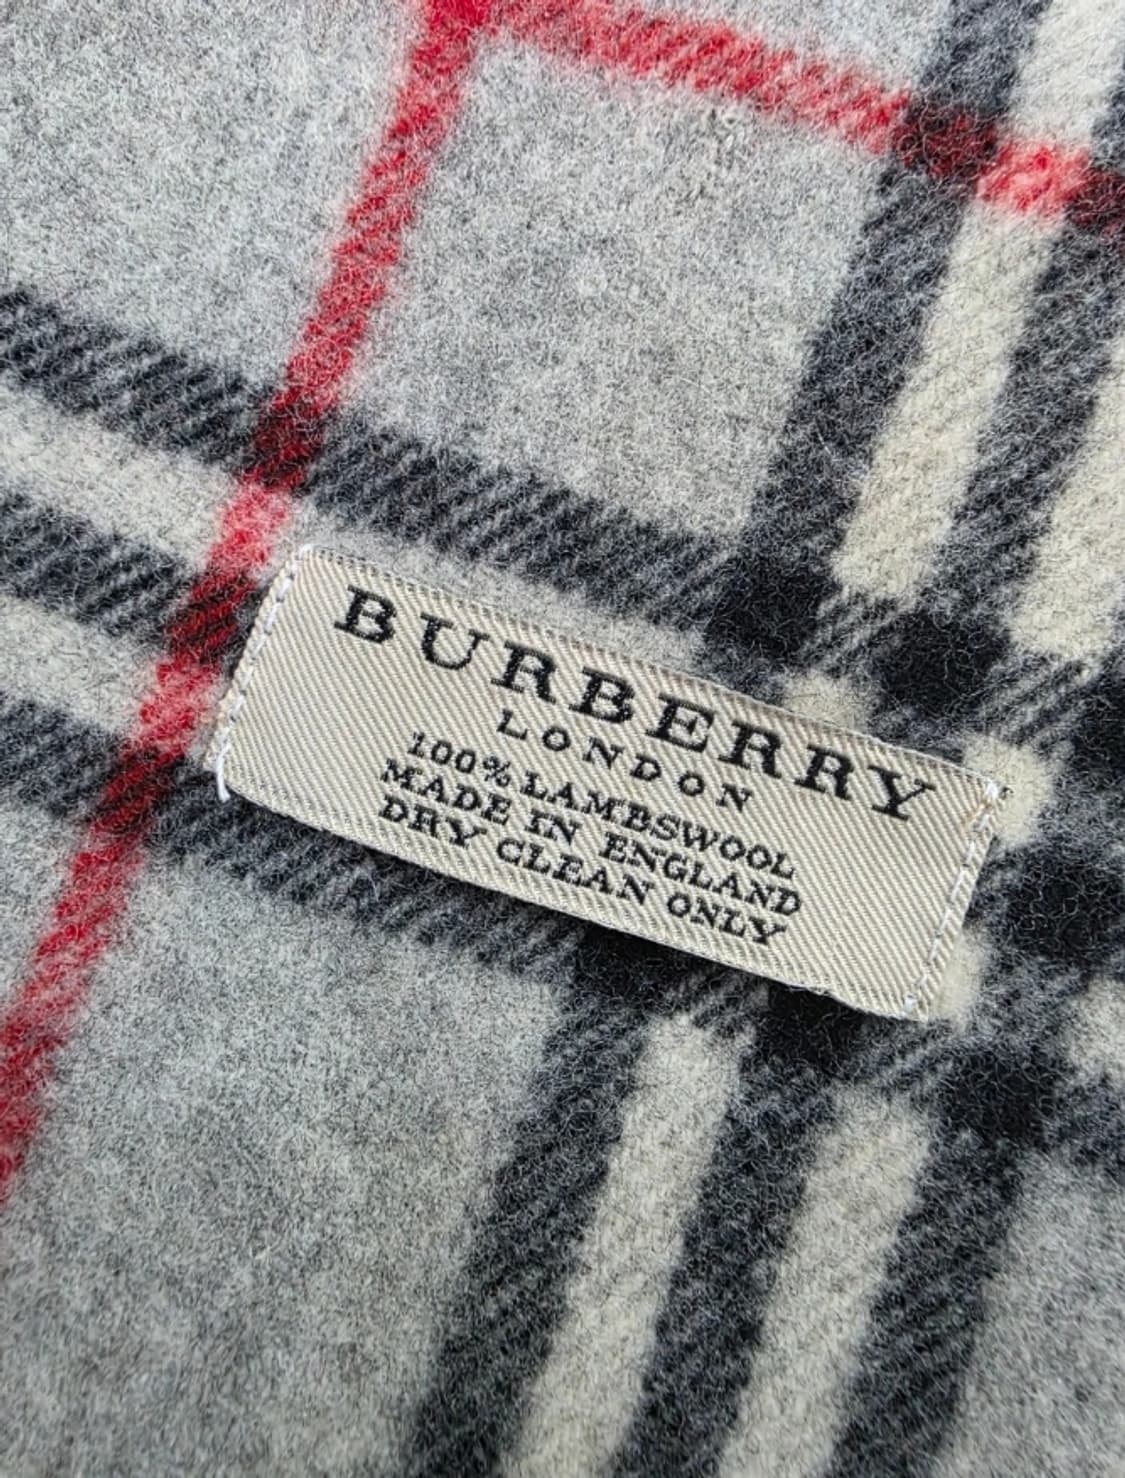 BURBERRY
LONDON
100% LAMBSWOOL
MADE IN ENGLAND
DRY CLEAN ONLY